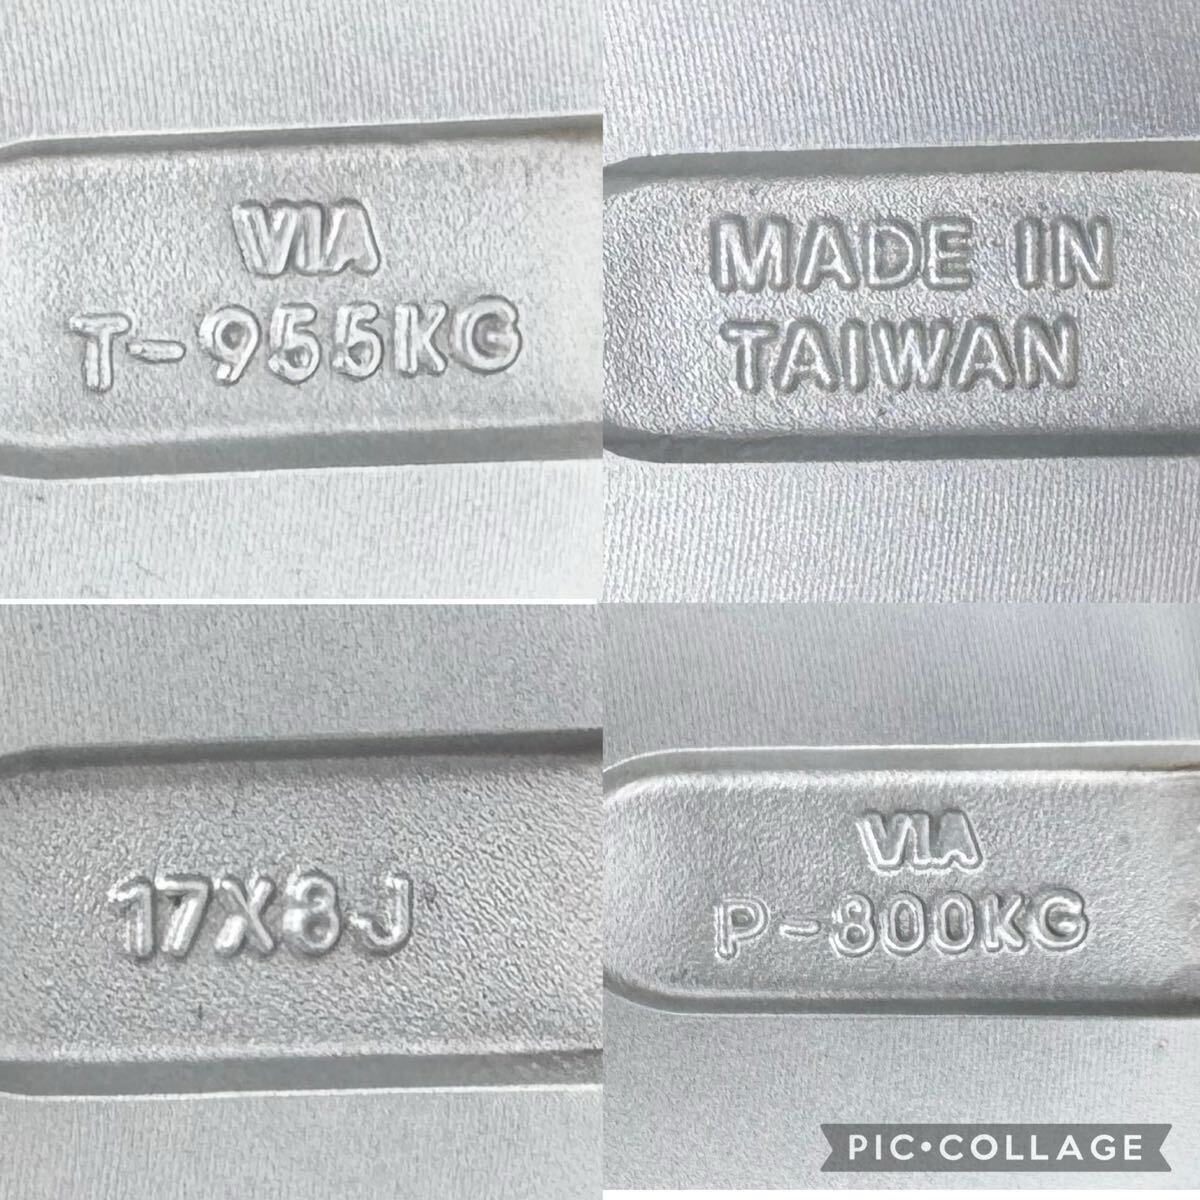 VIA
T-955KG
MADE IN
TAIWAN
17X8J
VIA
P-800KG
PIC•COLLAGE